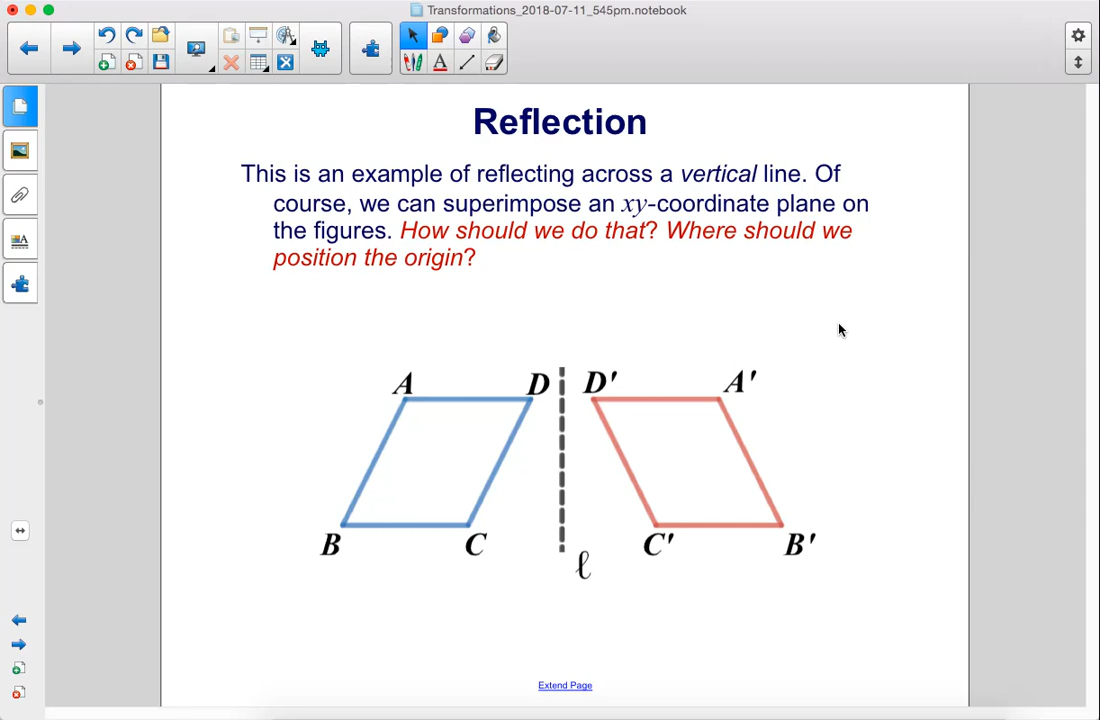 Transformations_2018-07-11_545pm.notebook
Reflection
This is an example of reflecting across a vertical line. Of
course, we can superimpose an xy-coordinate plane on
the figures. How should we do that? Where should we
position the origin?
A D D' A'
B C C' B'
ℓ
Extend Page